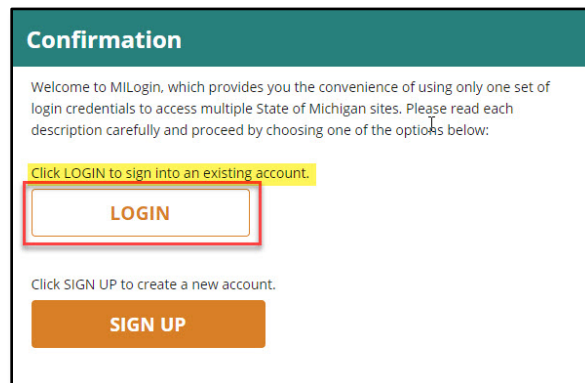 Confirmation
Welcome to MILogin, which provides you the convenience of using only one set of
login credentials to access multiple State of Michigan sites. Please read each
description carefully and proceed by choosing one of the options below:
Click LOGIN to sign into an existing account.
LOGIN
Click SIGN UP to create a new account.
SIGN UP